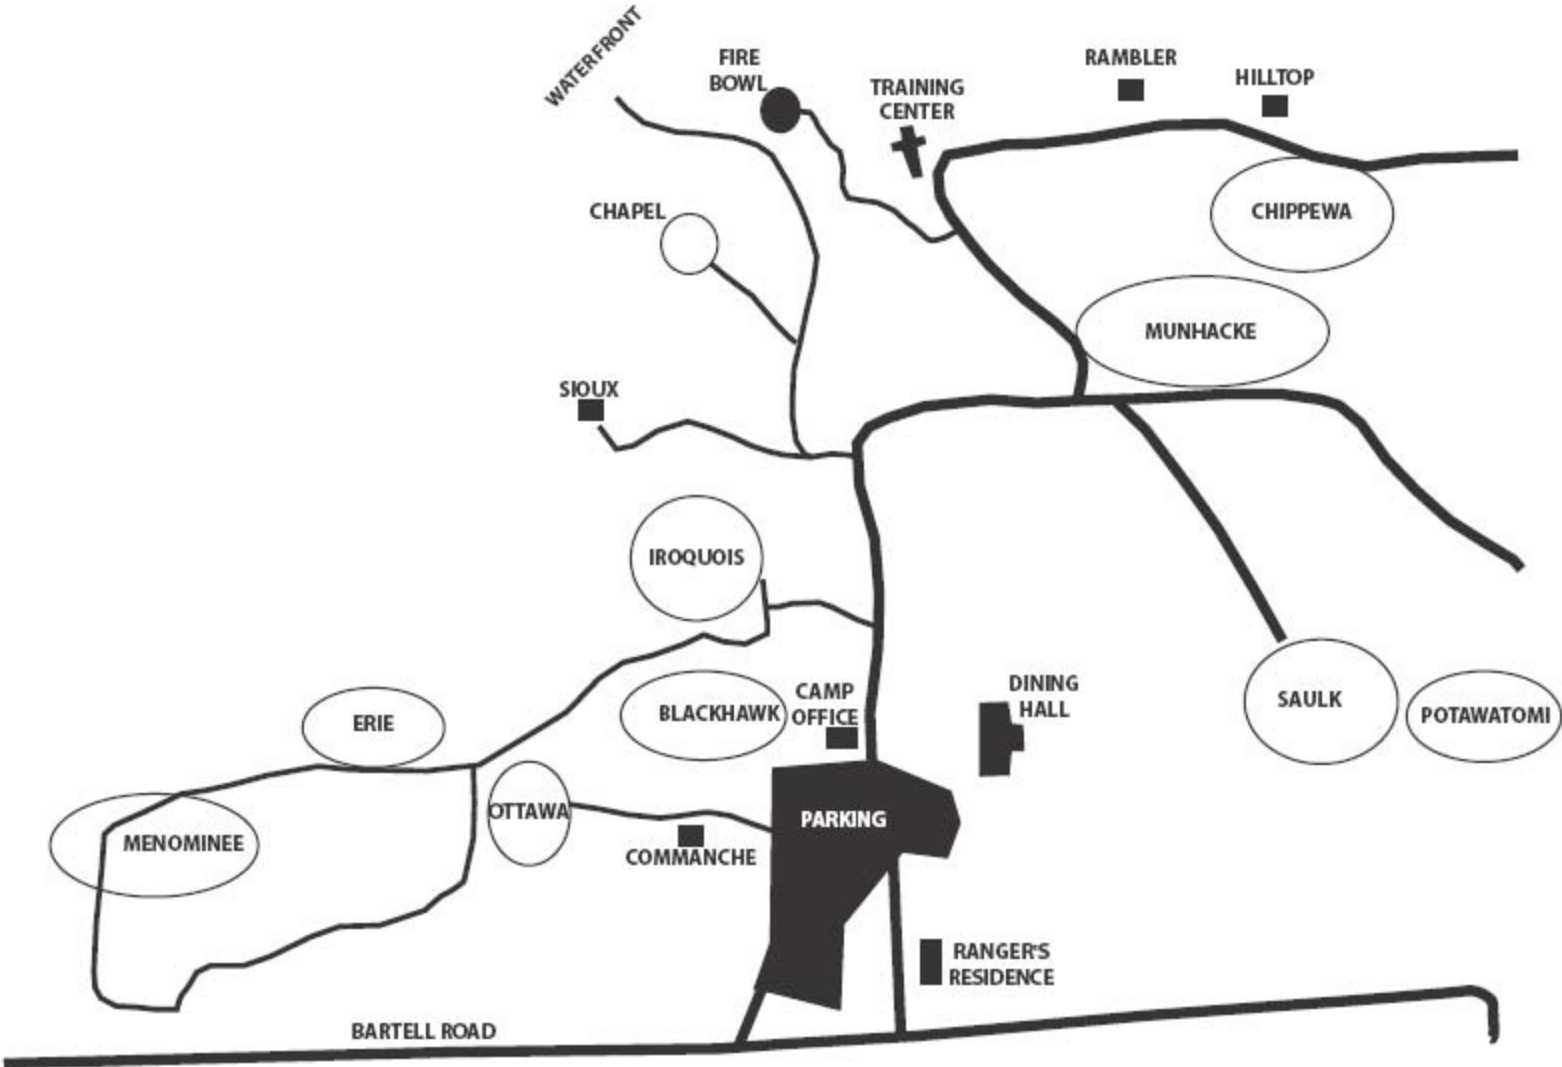 WATERFRONT
FIRE
BOWL
TRAINING
CENTER
RAMBLER
HILLTOP
CHAPEL
CHIPPEWA
MUNHACKE
SIOUX
IROQUOIS
ERIE
BLACKHAWK
CAMP
OFFICE
DINING
HALL
SAULK
POTAWATOMI
MENOMINEE
OTTAWA
COMMANCHE
PARKING
RANGER'S
RESIDENCE
BARTELL ROAD